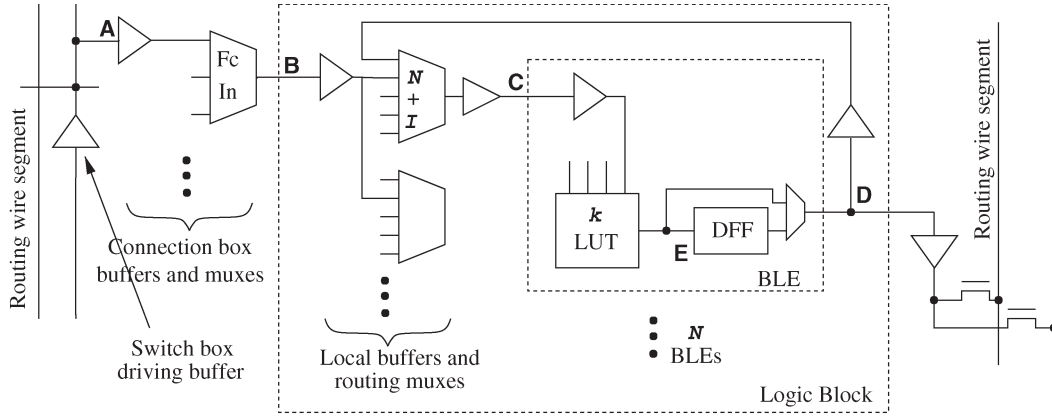 A
B
C
D
E
Fc
In
N
+
I
k
LUT
DFF
BLE
N
BLEs
Logic Block
Routing wire segment
Routing wire segment
Connection box
buffers and muxes
Switch box
driving buffer
Local buffers and
routing muxes